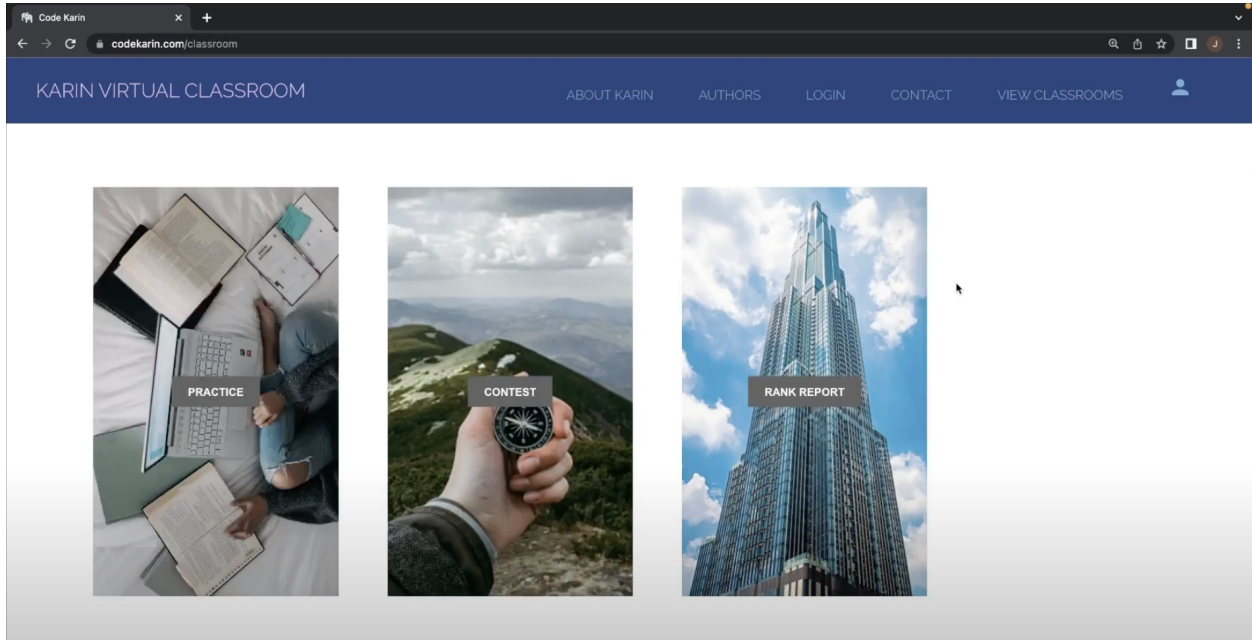 Code Karin
codekarin.com/classroom
J
KARIN VIRTUAL CLASSROOM
ABOUT KARIN
AUTHORS
LOGIN
CONTACT
VIEW CLASSROOMS
PRACTICE
CONTEST
RANK REPORT